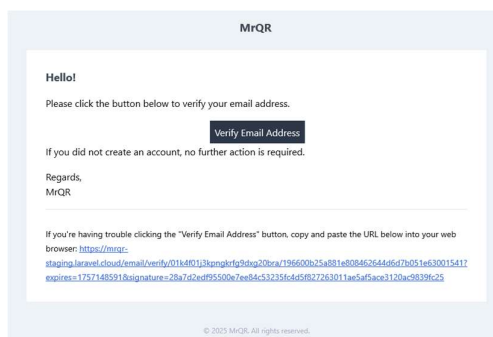 MrQR
Hello!
Please click the button below to verify your email address.
Verify Email Address
If you did not create an account, no further action is required.
Regards,
MrQR
If you're having trouble clicking the "Verify Email Address" button, copy and paste the URL below into your web
browser: https://mrqr-
staging.laravel.cloud/email/verify/01k4f01j3kpngkrfg9dxg20bra/196600b25a881e808462644d6d7b051e63001541?
expires=1757148591&signature=28a7d2edf95500e7ee84c53235fc4d5f827263011ae5af5ace3120ac9839fc25
© 2025 MrQR. All rights reserved.